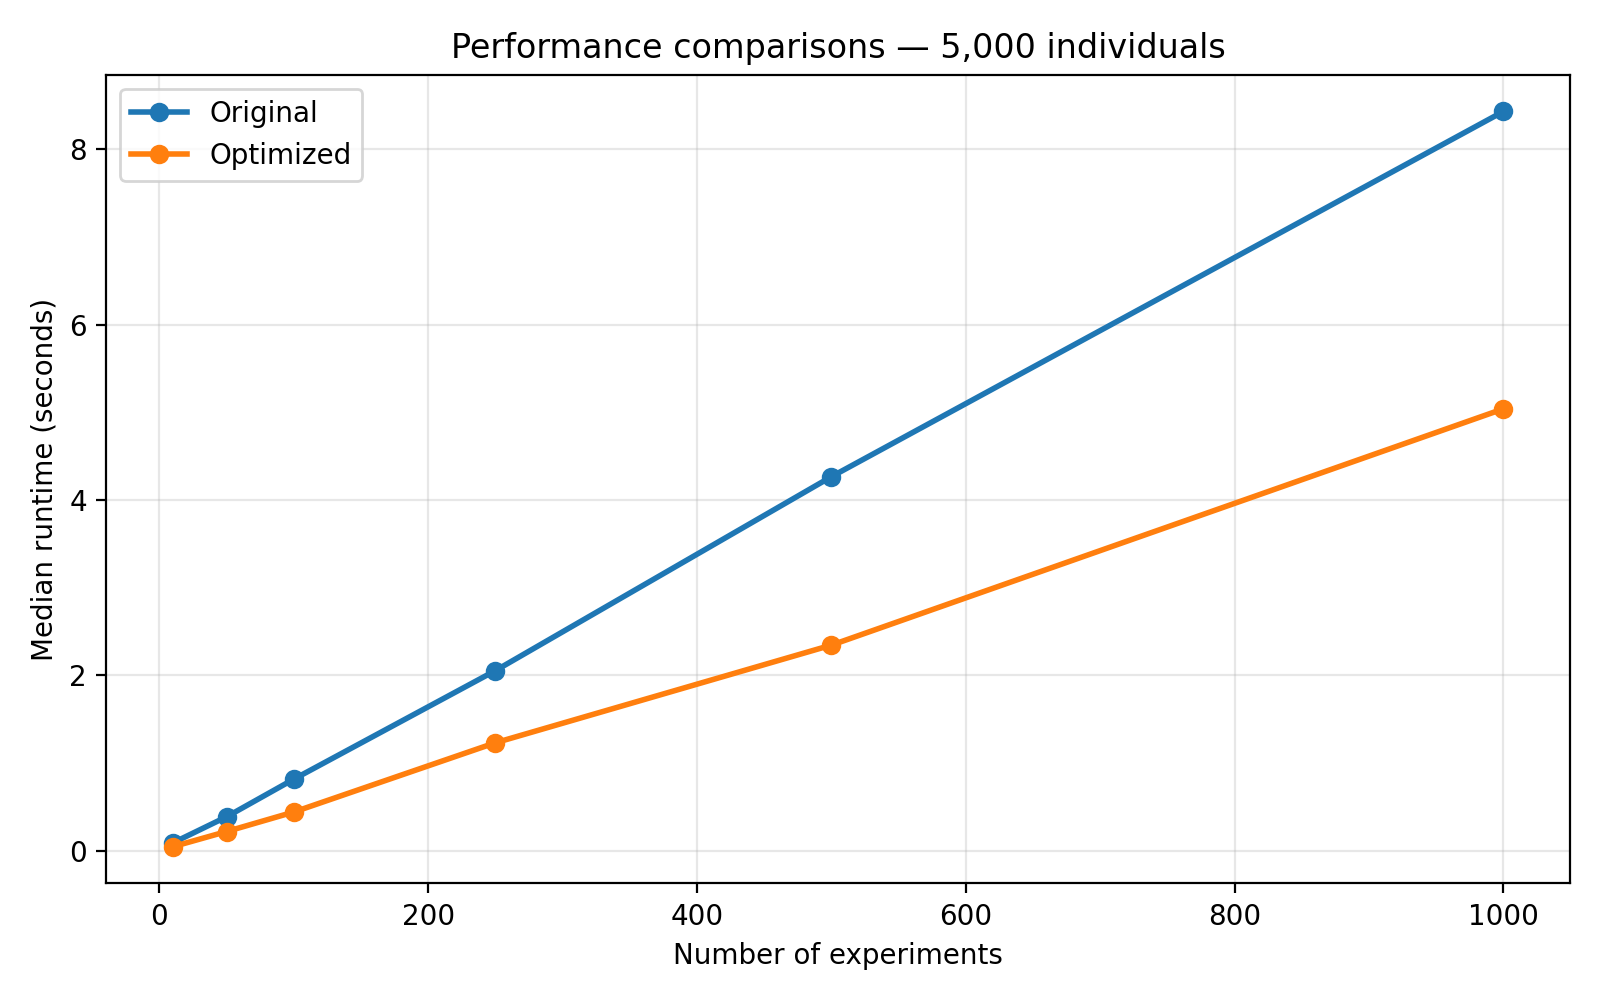 Performance comparisons — 5,000 individuals
Original
Optimized
Median runtime (seconds)
8
6
4
2
0
0 200 400 600 800 1000
Number of experiments